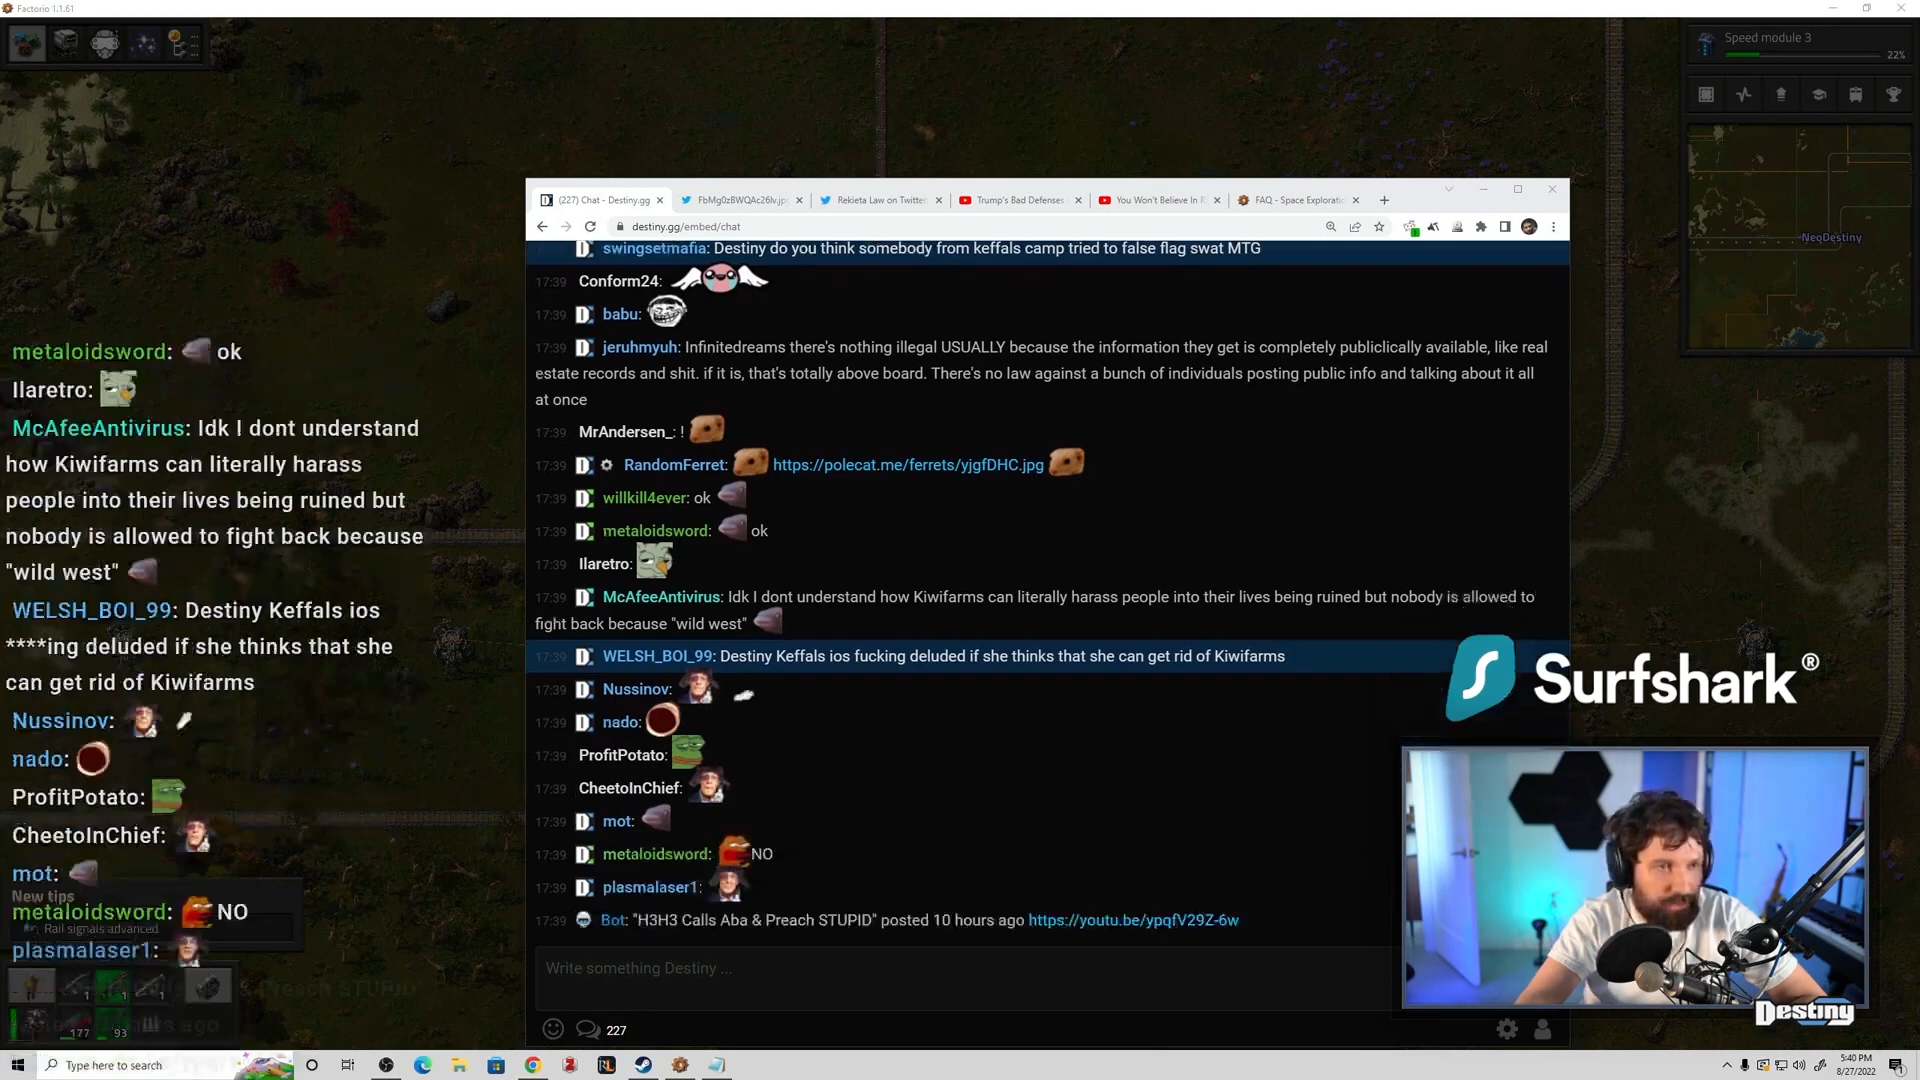 Factorio 1.1.61
Speed module 3
22%
(227) Chat - Destiny.gg
FbMg0zBWQAc26lv.jp
Rekieta Law on Twitter
Trump's Bad Defenses
You Won't Believe In R
FAQ - Space Exploratio
destiny.gg/embed/chat
NeoDestiny
swingsetmafia: Destiny do you think somebody from keffals camp tried to false flag swat MTG
17:39 Conform24:
17:39 babu:
17:39 jeruhmyuh: Infinitedreams there's nothing illegal USUALLY because the information they get is completely publiclically available, like real
estate records and shit. if it is, that's totally above board. There's no law against a bunch of individuals posting public info and talking about it all
at once
17:39 MrAndersen_: !
17:39 RandomFerret: https://polecat.me/ferrets/yjgfDHC.jpg
17:39 willkill4ever: ok
17:39 metaloidsword: ok
17:39 Ilaretro:
17:39 McAfeeAntivirus: Idk I dont understand how Kiwifarms can literally harass people into their lives being ruined but nobody is allowed to
fight back because "wild west"
17:39 WELSH_BOI_99: Destiny Keffals ios fucking deluded if she thinks that she can get rid of Kiwifarms
17:39 Nussinov:
17:39 nado:
17:39 ProfitPotato:
17:39 CheetoInChief:
17:39 mot:
17:39 metaloidsword: NO
17:39 plasmalaser1:
17:39 Bot: "H3H3 Calls Aba & Preach STUPID" posted 10 hours ago https://youtu.be/ypqfV29Z-6w
Write something Destiny ...
227
metaloidsword: ok
Ilaretro:
McAfeeAntivirus: Idk I dont understand
how Kiwifarms can literally harass
people into their lives being ruined but
nobody is allowed to fight back because
"wild west"
WELSH_BOI_99: Destiny Keffals ios
****ing deluded if she thinks that she
can get rid of Kiwifarms
Nussinov:
nado:
ProfitPotato:
CheetoInChief:
mot:
New tips
metaloidsword: NO
Rail signals advanced
plasmalaser1:
& Preach STUPID"
ago
1 1 1
177 93
Surfshark®
Destiny
Type here to search
5:40 PM
8/27/2022